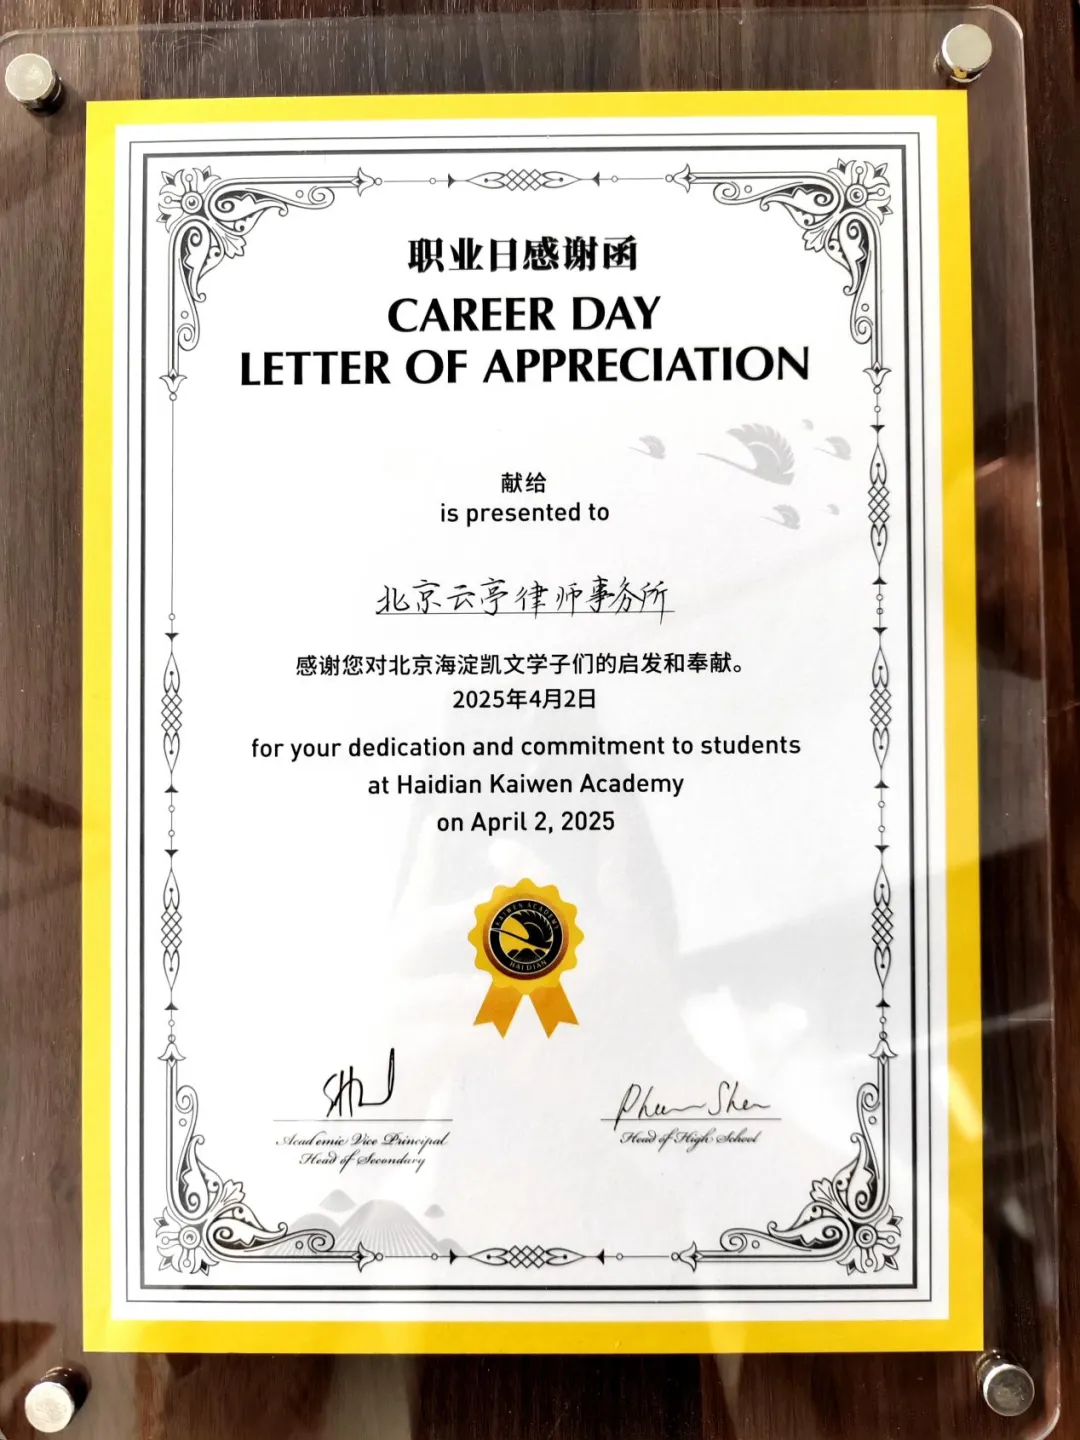 职业日感谢函
CAREER DAY
LETTER OF APPRECIATION
献给
is presented to
北京云亭律师事务所
感谢您对北京海淀凯文学子们的启发和奉献。
2025年4月2日
for your dedication and commitment to students
at Haidian Kaiwen Academy
on April 2, 2025
KAIWEN ACADEMY
HAIDIAN
Academic Vice Principal
Head of Secondary
Head of High School